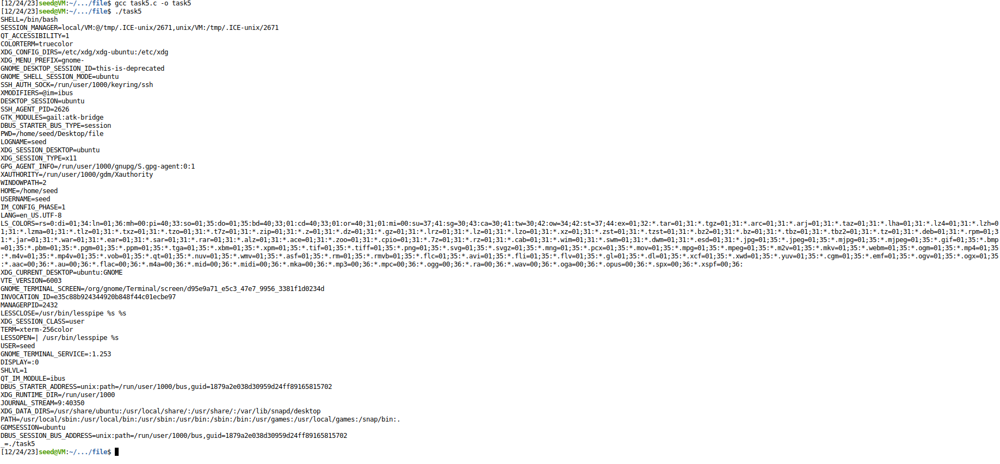 [12/24/23]seed@VM:~/.../file$ gcc task5.c -o task5
[12/24/23]seed@VM:~/.../file$ ./task5
SHELL=/bin/bash
SESSION_MANAGER=local/VM:@/tmp/.ICE-unix/2671,unix/VM:/tmp/.ICE-unix/2671
QT_ACCESSIBILITY=1
COLORTERM=truecolor
XDG_CONFIG_DIRS=/etc/xdg/xdg-ubuntu:/etc/xdg
XDG_MENU_PREFIX=gnome-
GNOME_DESKTOP_SESSION_ID=this-is-deprecated
GNOME_SHELL_SESSION_MODE=ubuntu
SSH_AUTH_SOCK=/run/user/1000/keyring/ssh
XMODIFIERS=@im=ibus
DESKTOP_SESSION=ubuntu
SSH_AGENT_PID=2626
GTK_MODULES=gail:atk-bridge
DBUS_STARTER_BUS_TYPE=session
PWD=/home/seed/Desktop/file
LOGNAME=seed
XDG_SESSION_DESKTOP=ubuntu
XDG_SESSION_TYPE=x11
GPG_AGENT_INFO=/run/user/1000/gnupg/S.gpg-agent:0:1
XAUTHORITY=/run/user/1000/gdm/Xauthority
WINDOWPATH=2
HOME=/home/seed
USERNAME=seed
IM_CONFIG_PHASE=1
LANG=en_US.UTF-8
LS_COLORS=rs=0:di=01;34:ln=01;36:mh=00:pi=40;33:so=01;35:do=01;35:bd=40;33;01:cd=40;33;01:or=40;31;01:mi=00:su=37;41:sg=30;43:ca=30;41:tw=30;42:ow=34;42:st=37;44:ex=01;32:*.tar=01;31:*.tgz=01;31:*.arc=01;31:*.arj=01;31:*.taz=01;31:*.lha=01;31:*.lz4=01;31:*.lzh=0
1;31:*.lzma=01;31:*.tlz=01;31:*.txz=01;31:*.tzo=01;31:*.t7z=01;31:*.zip=01;31:*.z=01;31:*.dz=01;31:*.gz=01;31:*.lrz=01;31:*.lz=01;31:*.lzo=01;31:*.xz=01;31:*.zst=01;31:*.tzst=01;31:*.bz2=01;31:*.bz=01;31:*.tbz=01;31:*.tbz2=01;31:*.tz=01;31:*.deb=01;31:*.rpm=01;3
1:*.jar=01;31:*.war=01;31:*.ear=01;31:*.sar=01;31:*.rar=01;31:*.alz=01;31:*.ace=01;31:*.zoo=01;31:*.cpio=01;31:*.7z=01;31:*.rz=01;31:*.cab=01;31:*.wim=01;31:*.swm=01;31:*.dwm=01;31:*.esd=01;31:*.jpg=01;35:*.jpeg=01;35:*.mjpg=01;35:*.mjpeg=01;35:*.gif=01;35:*.bmp
=01;35:*.pbm=01;35:*.pgm=01;35:*.ppm=01;35:*.tga=01;35:*.xbm=01;35:*.xpm=01;35:*.tif=01;35:*.tiff=01;35:*.png=01;35:*.svg=01;35:*.svgz=01;35:*.mng=01;35:*.pcx=01;35:*.mov=01;35:*.mpg=01;35:*.mpeg=01;35:*.m2v=01;35:*.mkv=01;35:*.webm=01;35:*.ogm=01;35:*.mp4=01;35
:*.m4v=01;35:*.mp4v=01;35:*.vob=01;35:*.qt=01;35:*.nuv=01;35:*.wmv=01;35:*.asf=01;35:*.rm=01;35:*.rmvb=01;35:*.flc=01;35:*.avi=01;35:*.fli=01;35:*.flv=01;35:*.gl=01;35:*.dl=01;35:*.xcf=01;35:*.xwd=01;35:*.yuv=01;35:*.cgm=01;35:*.emf=01;35:*.ogv=01;35:*.ogx=01;35
:*.aac=00;36:*.au=00;36:*.flac=00;36:*.m4a=00;36:*.mid=00;36:*.midi=00;36:*.mka=00;36:*.mp3=00;36:*.mpc=00;36:*.ogg=00;36:*.ra=00;36:*.wav=00;36:*.oga=00;36:*.opus=00;36:*.spx=00;36:*.xspf=00;36:
XDG_CURRENT_DESKTOP=ubuntu:GNOME
VTE_VERSION=6003
GNOME_TERMINAL_SCREEN=/org/gnome/Terminal/screen/d95e9a71_e5c3_47e7_9956_3381f1d0234d
INVOCATION_ID=e35c88b924344920b848f44c01ecbe97
MANAGERPID=2432
LESSCLOSE=/usr/bin/lesspipe %s %s
XDG_SESSION_CLASS=user
TERM=xterm-256color
LESSOPEN=| /usr/bin/lesspipe %s
USER=seed
GNOME_TERMINAL_SERVICE=:1.253
DISPLAY=:0
SHLVL=1
QT_IM_MODULE=ibus
DBUS_STARTER_ADDRESS=unix:path=/run/user/1000/bus,guid=1879a2e038d30959d24ff89165815702
XDG_RUNTIME_DIR=/run/user/1000
JOURNAL_STREAM=9:40350
XDG_DATA_DIRS=/usr/share/ubuntu:/usr/local/share/:/usr/share/:/var/lib/snapd/desktop
PATH=/usr/local/sbin:/usr/local/bin:/usr/sbin:/usr/bin:/sbin:/bin:/usr/games:/usr/local/games:/snap/bin:.
GDMSESSION=ubuntu
DBUS_SESSION_BUS_ADDRESS=unix:path=/run/user/1000/bus,guid=1879a2e038d30959d24ff89165815702
_=./task5
[12/24/23]seed@VM:~/.../file$